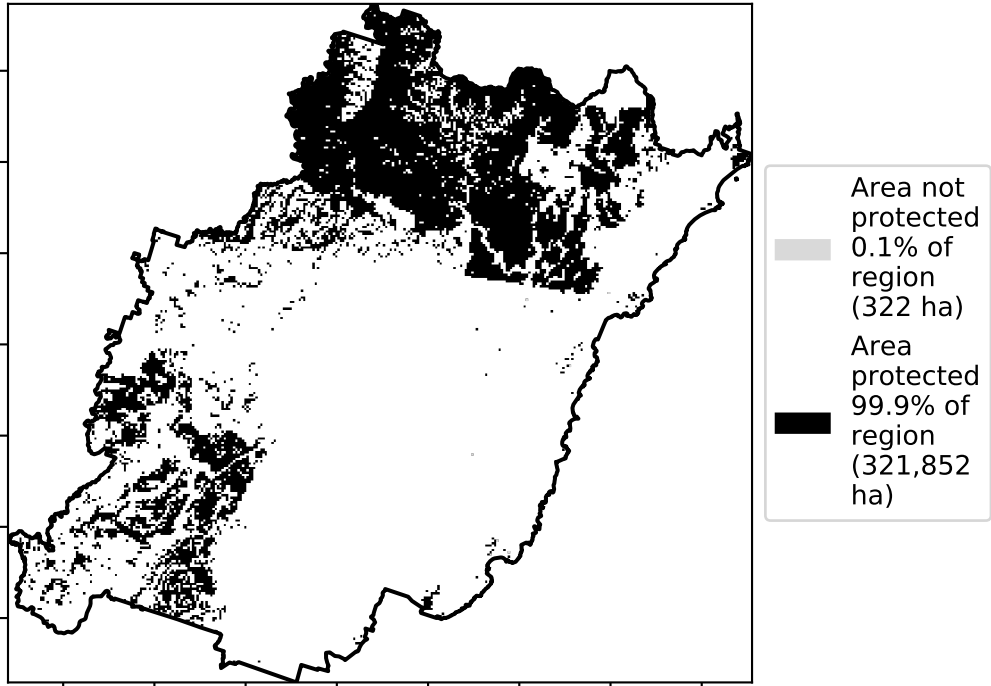 Area not
protected
0.1% of
region
(322 ha)
Area
protected
99.9% of
region
(321,852
ha)